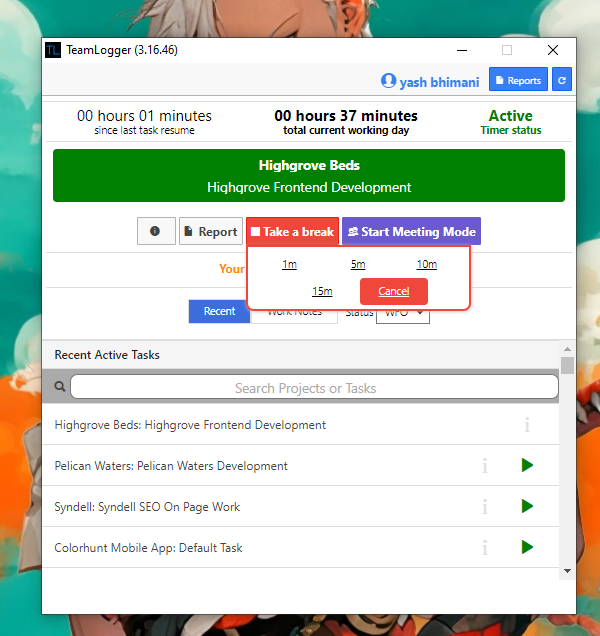 TL TeamLogger (3.16.46)
yash bhimani Reports
00 hours 01 minutes 00 hours 37 minutes Active
since last task resume total current working day Timer status
Highgrove Beds
Highgrove Frontend Development
Report Take a break Start Meeting Mode
1m 5m 10m
Your
15m Cancel
Recent Work Notes Status WFO
Recent Active Tasks
Search Projects or Tasks
Highgrove Beds: Highgrove Frontend Development
Pelican Waters: Pelican Waters Development
Syndell: Syndell SEO On Page Work
Colorhunt Mobile App: Default Task